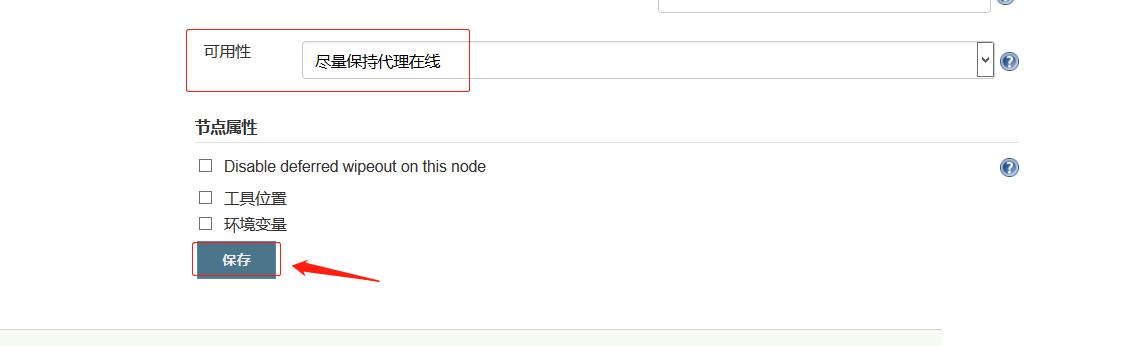 可用性
尽量保持代理在线
节点属性
Disable deferred wipeout on this node
工具位置
环境变量
保存